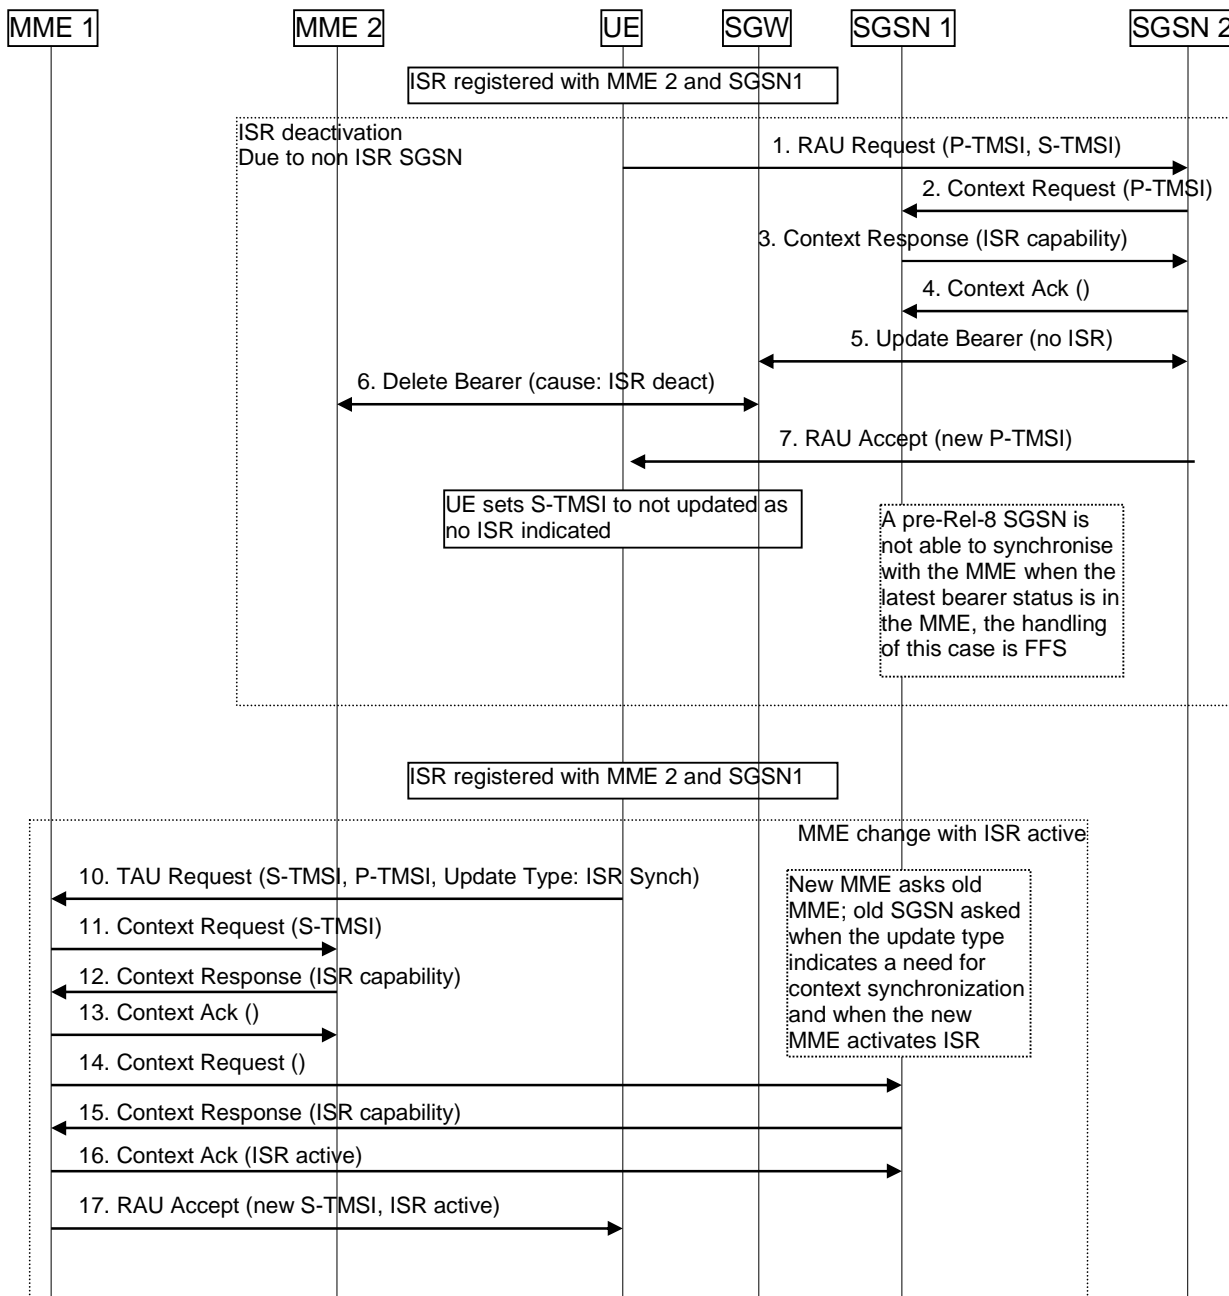 MME 1
MME 2
UE
SGW
SGSN 1
SGSN 2
ISR registered with MME 2 and SGSN1
ISR deactivation
Due to non ISR SGSN
1. RAU Request (P-TMSI, S-TMSI)
2. Context Request (P-TMSI)
3. Context Response (ISR capability)
4. Context Ack ()
5. Update Bearer (no ISR)
6. Delete Bearer (cause: ISR deact)
7. RAU Accept (new P-TMSI)
UE sets S-TMSI to not updated as
no ISR indicated
A pre-Rel-8 SGSN is
not able to synchronise
with the MME when the
latest bearer status is in
the MME, the handling
of this case is FFS
ISR registered with MME 2 and SGSN1
MME change with ISR active
10. TAU Request (S-TMSI, P-TMSI, Update Type: ISR Synch)
11. Context Request (S-TMSI)
12. Context Response (ISR capability)
13. Context Ack ()
14. Context Request ()
15. Context Response (ISR capability)
16. Context Ack (ISR active)
17. RAU Accept (new S-TMSI, ISR active)
New MME asks old
MME; old SGSN asked
when the update type
indicates a need for
context synchronization
and when the new
MME activates ISR